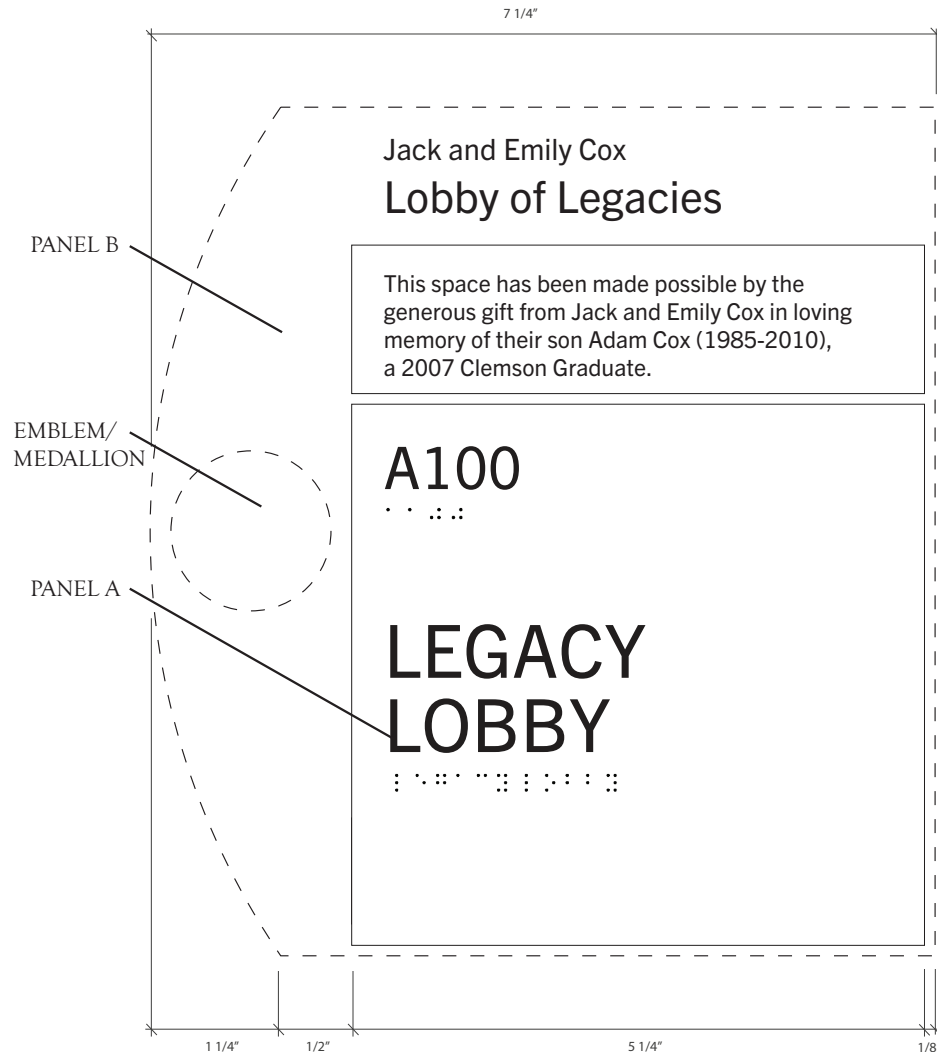 7 1/4”
Jack and Emily Cox
Lobby of Legacies
PANEL B
This space has been made possible by the
generous gift from Jack and Emily Cox in loving
memory of their son Adam Cox (1985-2010),
a 2007 Clemson Graduate.
EMBLEM/
MEDALLION
A100
PANEL A
LEGACY
LOBBY
1 1/4”
1/2”
5 1/4”
1/8